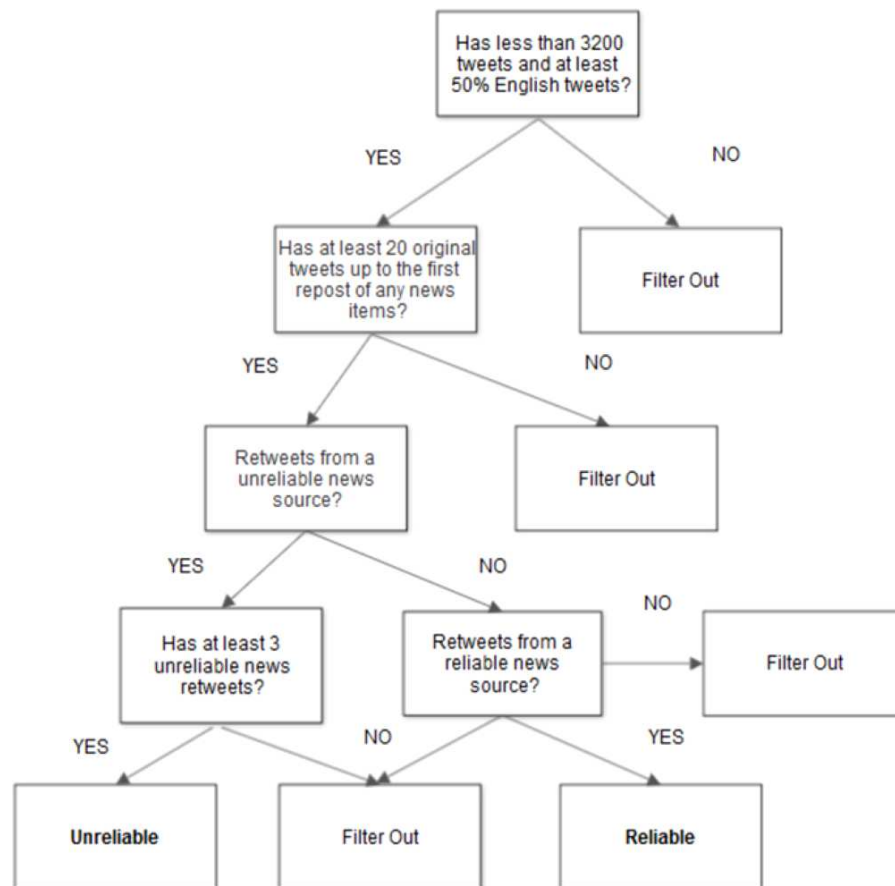 Has less than 3200
tweets and at least
50% English tweets?
YES
NO
Has at least 20 original
tweets up to the first
repost of any news
items?
Filter Out
YES
NO
Retweets from a
unreliable news
source?
Filter Out
YES
NO
NO
Has at least 3
unreliable news
retweets?
Retweets from a
reliable news
source?
Filter Out
YES
NO
YES
Unreliable
Filter Out
Reliable